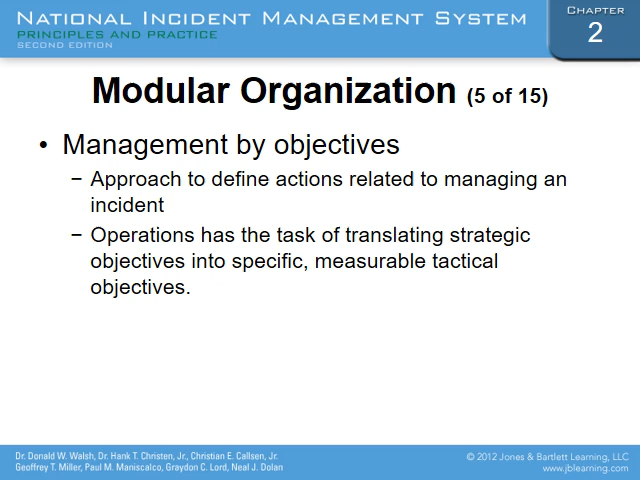 NATIONAL INCIDENT MANAGEMENT SYSTEM
PRINCIPLES AND PRACTICE
SECOND EDITION
CHAPTER
2
Modular Organization (5 of 15)
• Management by objectives
– Approach to define actions related to managing an
incident
– Operations has the task of translating strategic
objectives into specific, measurable tactical
objectives.
Dr. Donald W. Walsh, Dr. Hank T. Christen, Jr., Christian E. Callsen, Jr.
Geoffrey T. Miller, Paul M. Maniscalco, Graydon C. Lord, Neal J. Dolan
© 2012 Jones & Bartlett Learning, LLC
www.jblearning.com